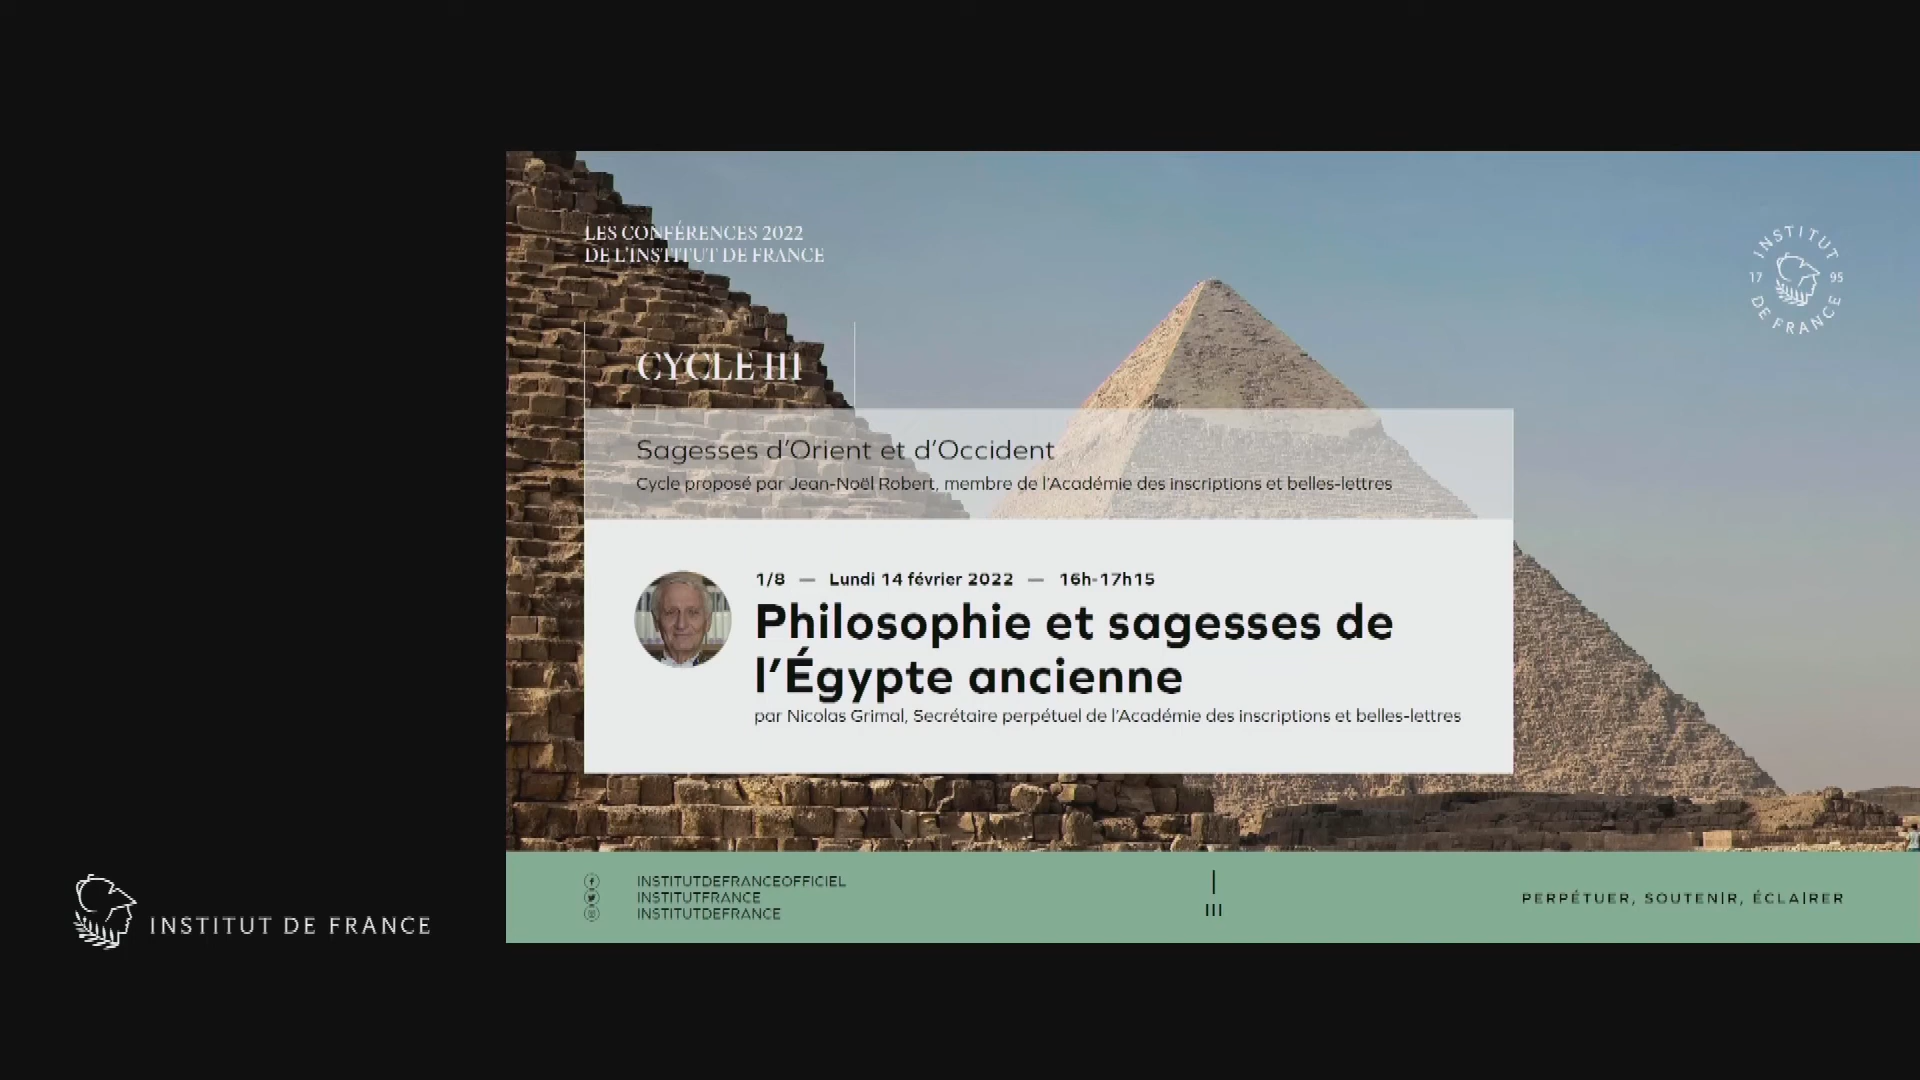 LES CONFÉRENCES 2022
DE L'INSTITUT DE FRANCE
INSTITUT
17 95
DE FRANCE
CYCLE III
Sagesses d'Orient et d'Occident
Cycle proposé par Jean-Noël Robert, membre de l'Académie des inscriptions et belles-lettres
1/8 — Lundi 14 février 2022 — 16h-17h15
Philosophie et sagesses de
l'Égypte ancienne
par Nicolas Grimal, Secrétaire perpétuel de l'Académie des inscriptions et belles-lettres
INSTITUTDEFRANCEOFFICIEL
INSTITUTFRANCE
INSTITUTDEFRANCE
I
III
PERPÉTUER, SOUTENIR, ÉCLAIRER
INSTITUT DE FRANCE